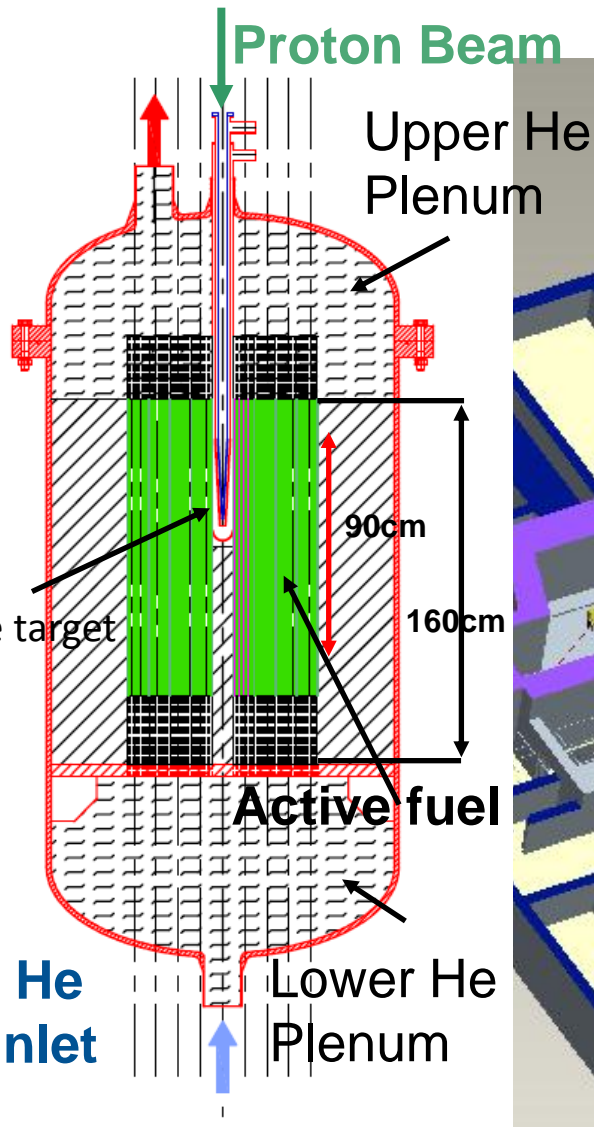 Proton Beam
Upper He
Plenum
90cm
160cm
e target
Active fuel
He
nlet
Lower He
Plenum